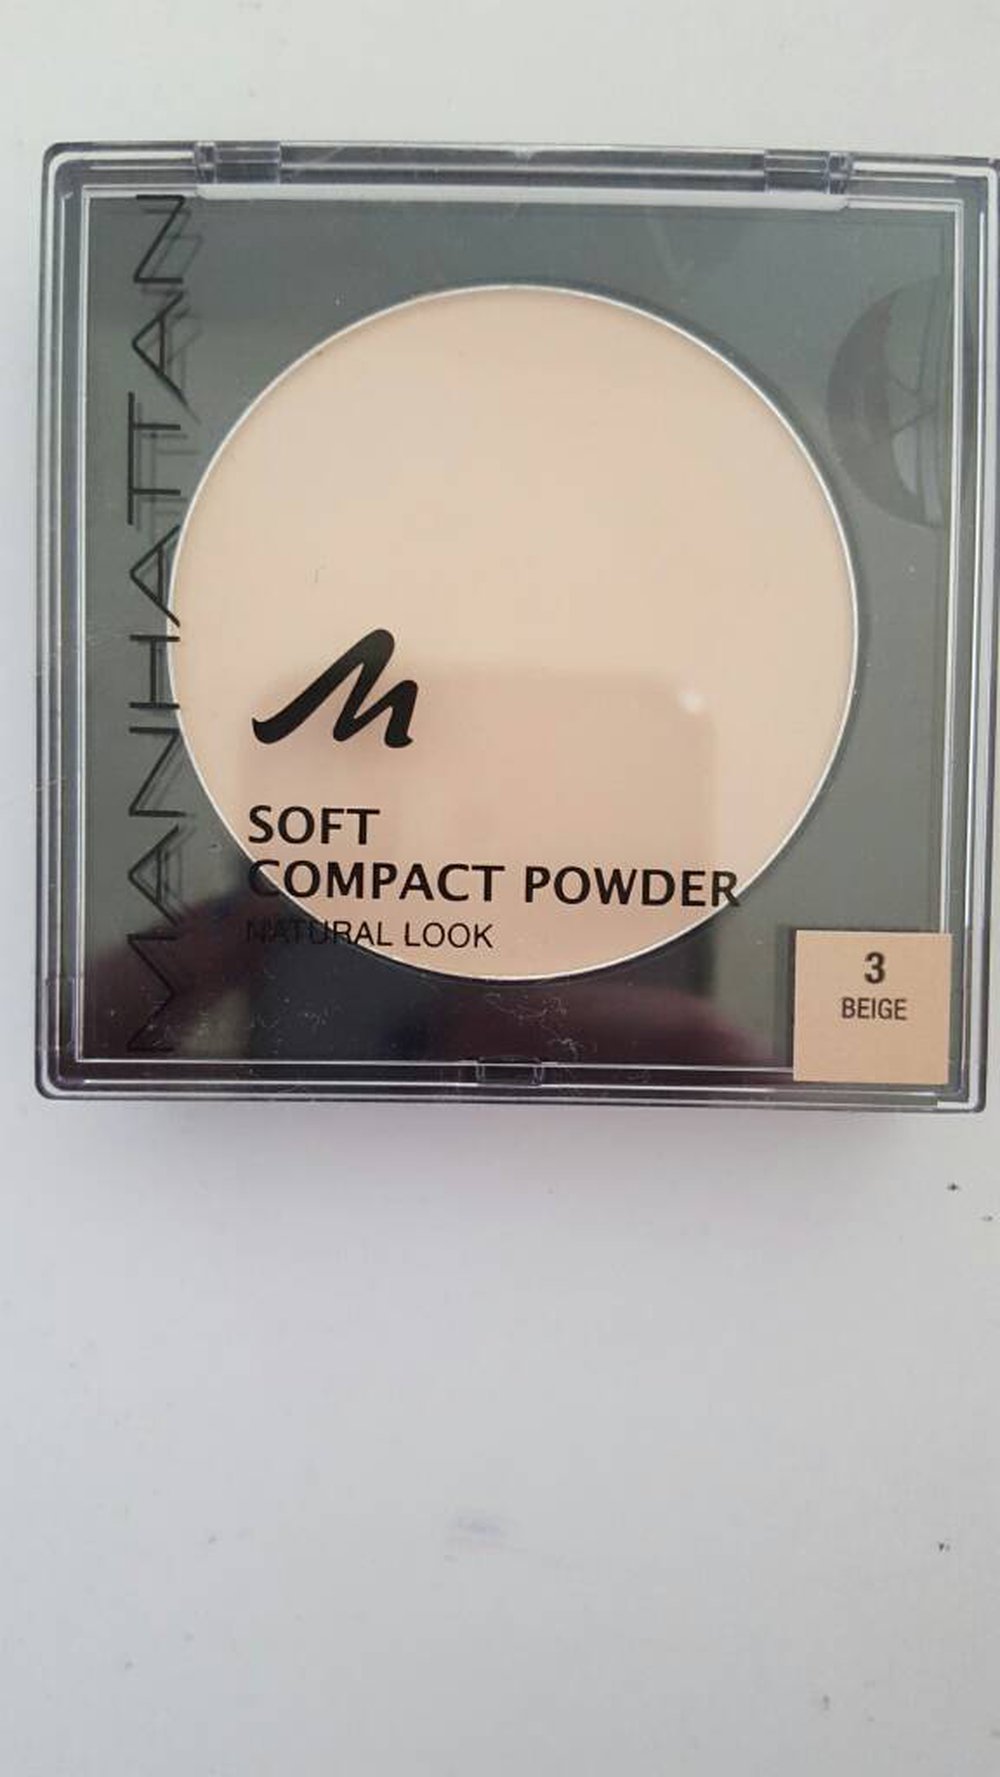 MANHATTAN
M
SOFT
COMPACT POWDER
NATURAL LOOK
3
BEIGE